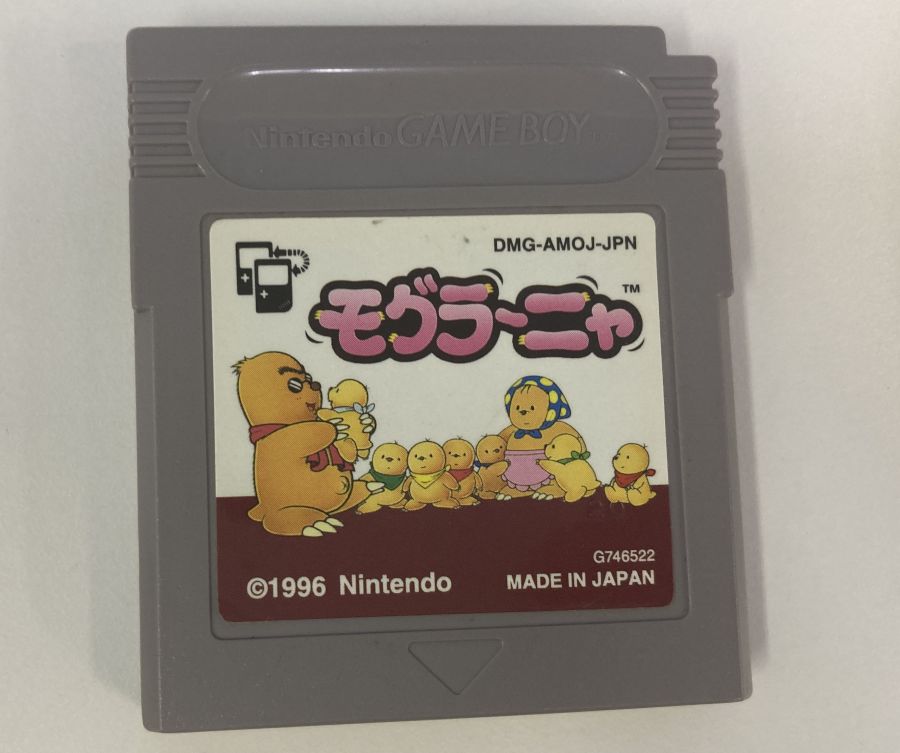 Nintendo GAME BOY TM
DMG-AMOJ-JPN
モグラ〜ニャ™
G746522
©1996 Nintendo
MADE IN JAPAN